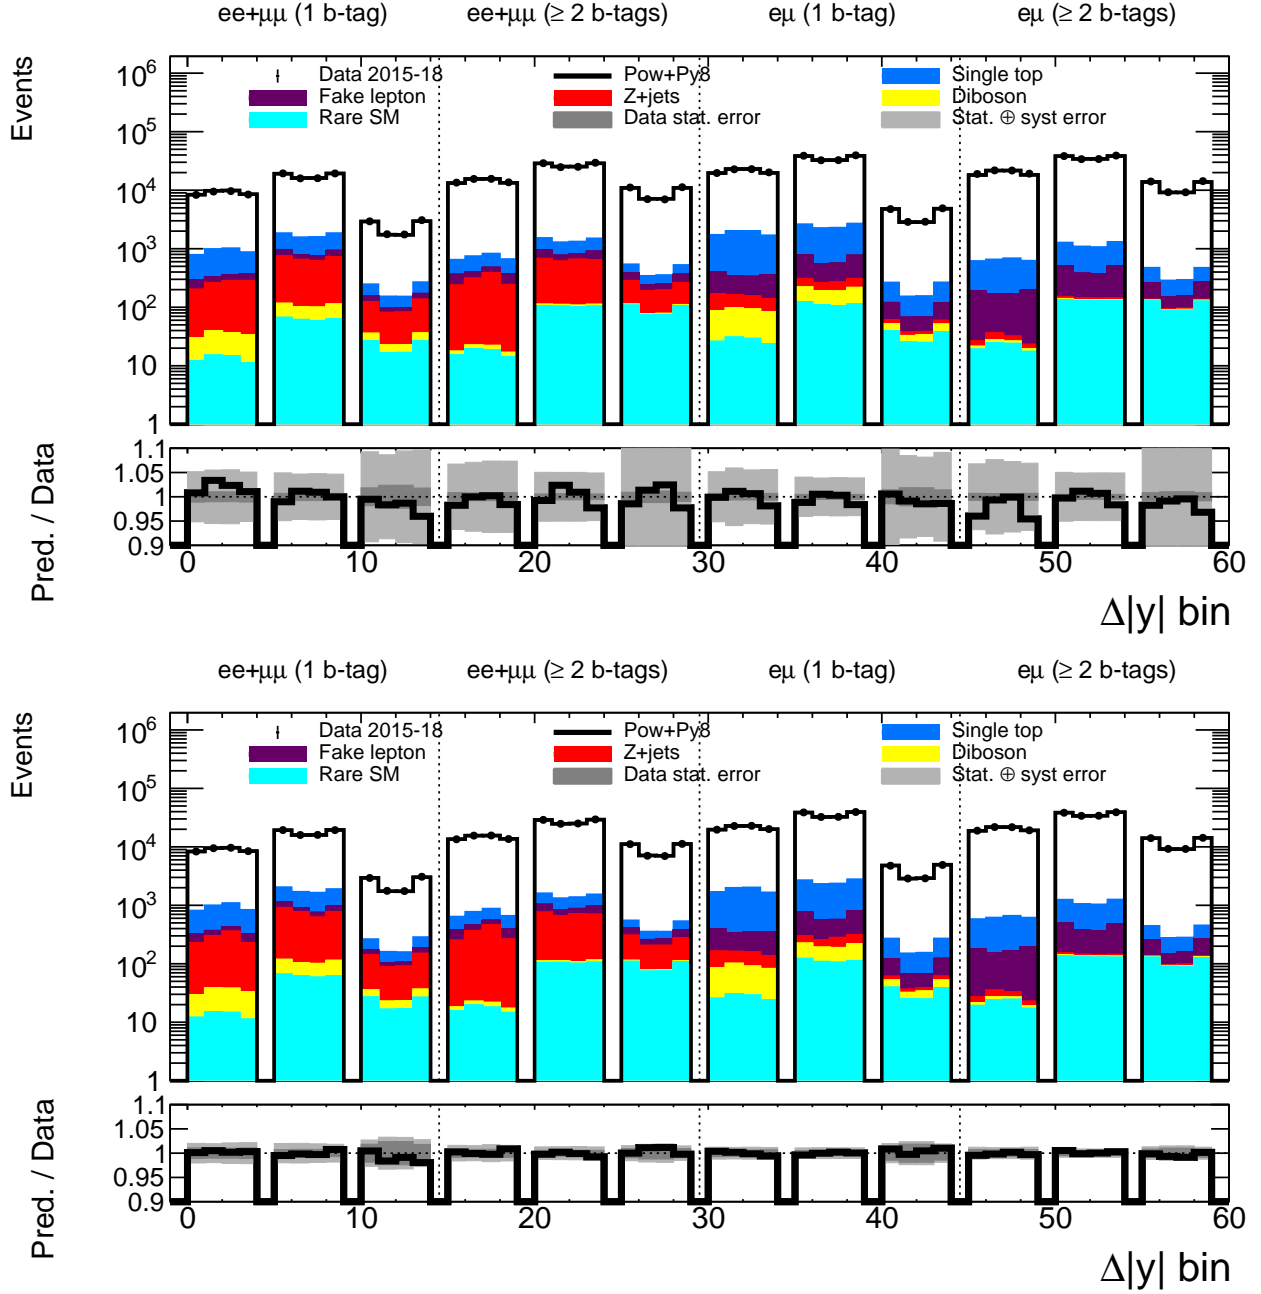 ee+μμ (1 b-tag) ee+μμ (≥ 2 b-tags) eμ (1 b-tag) eμ (≥ 2 b-tags)
Events
10⁶
10⁵
10⁴
10³
10²
10
1
Data 2015-18 Pow+Py8 Single top
Fake lepton Z+jets Diboson
Rare SM Data stat. error Stat. ⊕ syst error
Pred. / Data
1.1
1.05
1
0.95
0.9
0 10 20 30 40 50 60
Δ|y| bin
ee+μμ (1 b-tag) ee+μμ (≥ 2 b-tags) eμ (1 b-tag) eμ (≥ 2 b-tags)
Events
10⁶
10⁵
10⁴
10³
10²
10
1
Data 2015-18 Pow+Py8 Single top
Fake lepton Z+jets Diboson
Rare SM Data stat. error Stat. ⊕ syst error
Pred. / Data
1.1
1.05
1
0.95
0.9
0 10 20 30 40 50 60
Δ|y| bin